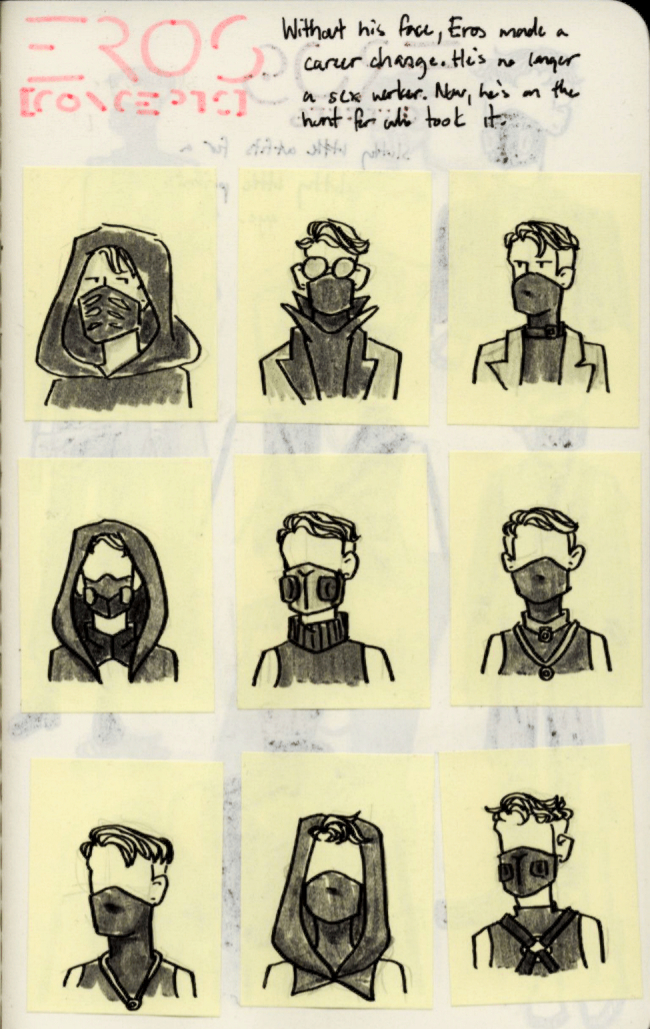 EROS
[CONCEPTS]
Without his face, Eros made a
career change. He's no longer
a sex worker. Now, he's on the
hunt for who took it.